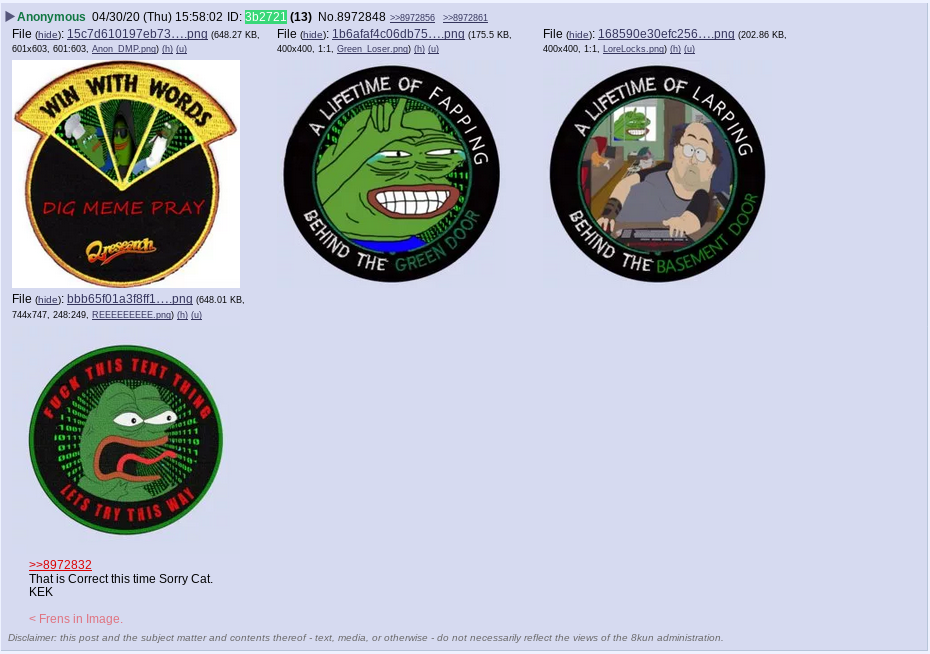 Anonymous 04/30/20 (Thu) 15:58:02 ID: 3b2721 (13) No.8972848 >>8972856 >>8972861
File (hide): 15c7d610197eb73….png (648.27 KB, 601x603, 601:603, Anon_DMP.png) (h) (u)
File (hide): 1b6afaf4c06db75….png (175.5 KB, 400x400, 1:1, Green_Loser.png) (h) (u)
File (hide): 168590e30efc256….png (202.86 KB, 400x400, 1:1, LoreLocks.png) (h) (u)
WIN WITH WORDS
DIG MEME PRAY
Qresearch
A LIFETIME OF FAPPING
BEHIND THE GREEN DOOR
A LIFETIME OF LARPING
BEHIND THE BASEMENT DOOR
File (hide): bbb65f01a3f8ff1….png (648.01 KB, 744x747, 248:249, REEEEEEEEE.png) (h) (u)
FUCK THIS TEXT THING
LETS TRY THIS WAY
>>8972832
That is Correct this time Sorry Cat.
KEK
< Frens in Image.
Disclaimer: this post and the subject matter and contents thereof - text, media, or otherwise - do not necessarily reflect the views of the 8kun administration.